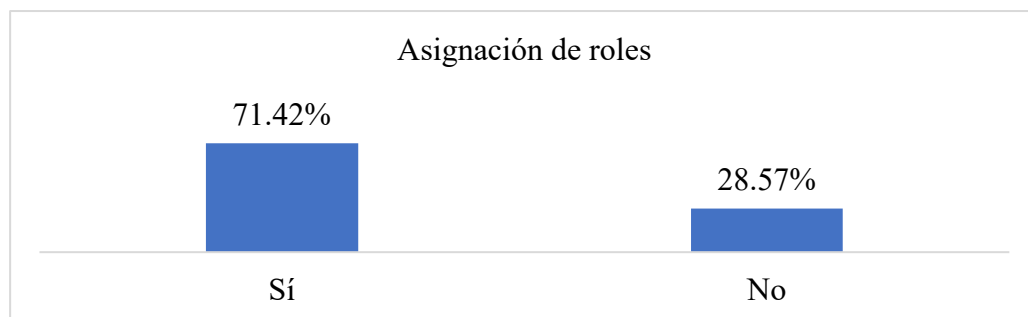 Asignación de roles
71.42%
28.57%
Sí
No